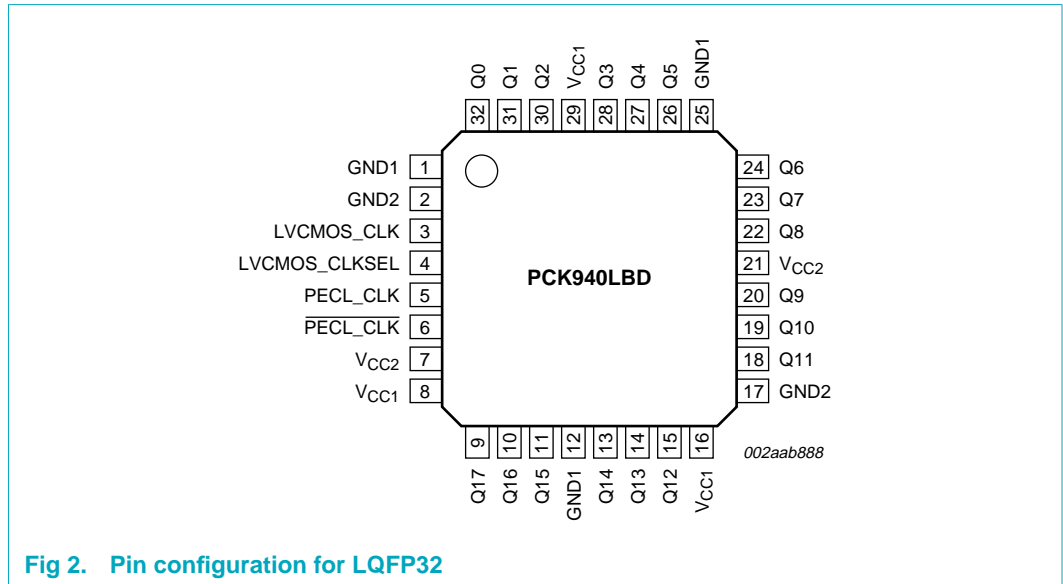 Q0 Q1 Q2 VCC1 Q3 Q4 Q5 GND1
32 31 30 29 28 27 26 25
GND1 1
GND2 2
LVCMOS_CLK 3
LVCMOS_CLKSEL 4
PECL_CLK 5
PECL_CLK 6
VCC2 7
VCC1 8
PCK940LBD
24 Q6
23 Q7
22 Q8
21 VCC2
20 Q9
19 Q10
18 Q11
17 GND2
9 10 11 12 13 14 15 16
Q17 Q16 Q15 GND1 Q14 Q13 Q12 VCC1
002aab888
Fig 2. Pin configuration for LQFP32